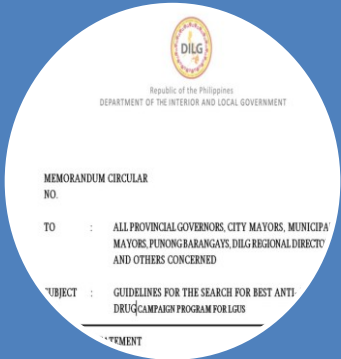 DILG
Republic of the Philippines
DEPARTMENT OF THE INTERIOR AND LOCAL GOVERNMENT
MEMORANDUM CIRCULAR
NO.
TO : ALL PROVINCIAL GOVERNORS, CITY MAYORS, MUNICIPA
MAYORS, PUNONG BARANGAYS, DILG REGIONAL DIRECTO
AND OTHERS CONCERNED
UBJECT : GUIDELINES FOR THE SEARCH FOR BEST ANTI-
DRUG CAMPAIGN PROGRAM FOR LGUS
TEMENT